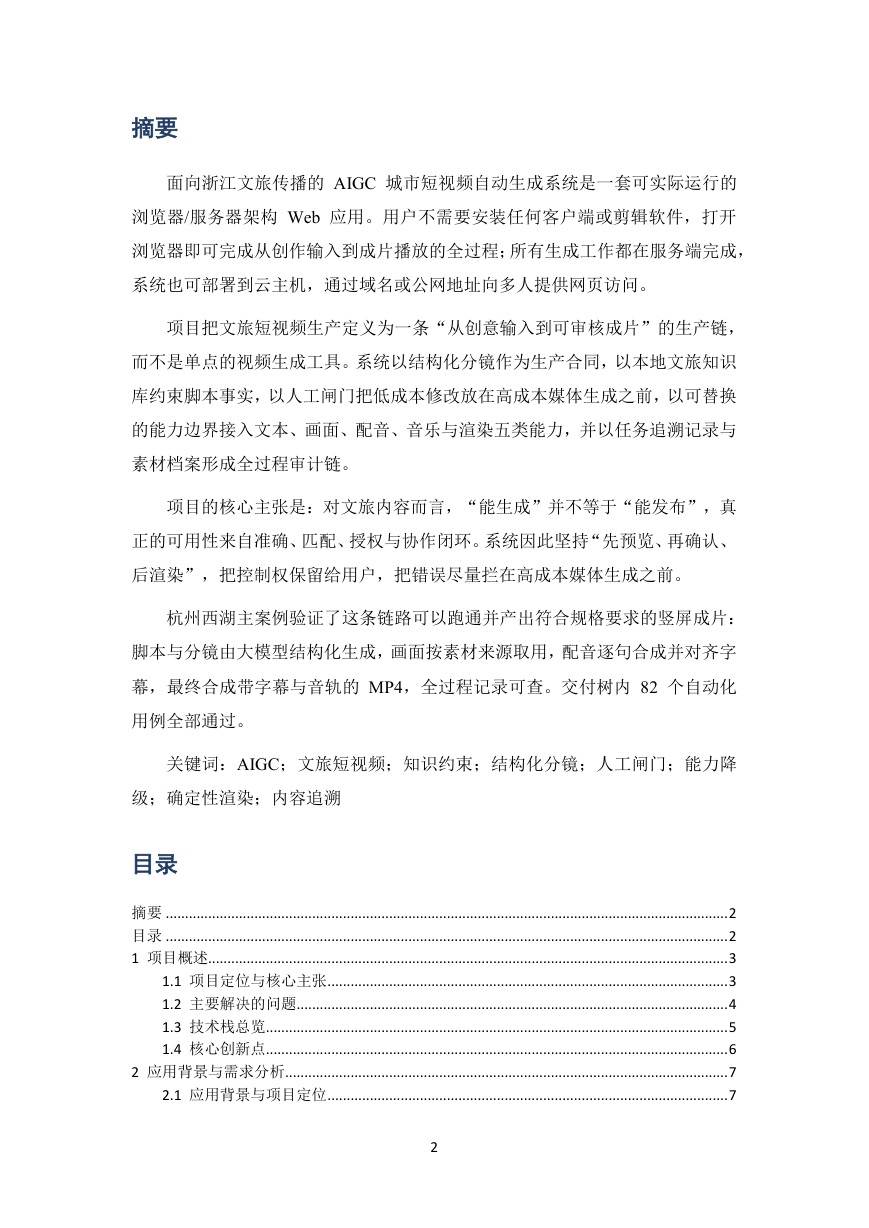 摘要
面向浙江文旅传播的 AIGC 城市短视频自动生成系统是一套可实际运行的
浏览器/服务器架构 Web 应用。用户不需要安装任何客户端或剪辑软件，打开
浏览器即可完成从创作输入到成片播放的全过程；所有生成工作都在服务端完成，
系统也可部署到云主机，通过域名或公网地址向多人提供网页访问。
项目把文旅短视频生产定义为一条“从创意输入到可审核成片”的生产链，
而不是单点的视频生成工具。系统以结构化分镜作为生产合同，以本地文旅知识
库约束脚本事实，以人工闸门把低成本修改放在高成本媒体生成之前，以可替换
的能力边界接入文本、画面、配音、音乐与渲染五类能力，并以任务追溯记录与
素材档案形成全过程审计链。
项目的核心主张是：对文旅内容而言，“能生成”并不等于“能发布”，真
正的可用性来自准确、匹配、授权与协作闭环。系统因此坚持“先预览、再确认、
后渲染”，把控制权保留给用户，把错误尽量拦在高成本媒体生成之前。
杭州西湖主案例验证了这条链路可以跑通并产出符合规格要求的竖屏成片：
脚本与分镜由大模型结构化生成，画面按素材来源取用，配音逐句合成并对齐字
幕，最终合成带字幕与音轨的 MP4，全过程记录可查。交付树内 82 个自动化
用例全部通过。
关键词：AIGC；文旅短视频；知识约束；结构化分镜；人工闸门；能力降
级；确定性渲染；内容追溯
目录
摘要 ........ 2
目录 ........ 2
1 项目概述 ........ 3
1.1 项目定位与核心主张 ........ 3
1.2 主要解决的问题 ........ 4
1.3 技术栈总览 ........ 5
1.4 核心创新点 ........ 6
2 应用背景与需求分析 ........ 7
2.1 应用背景与项目定位 ........ 7
2